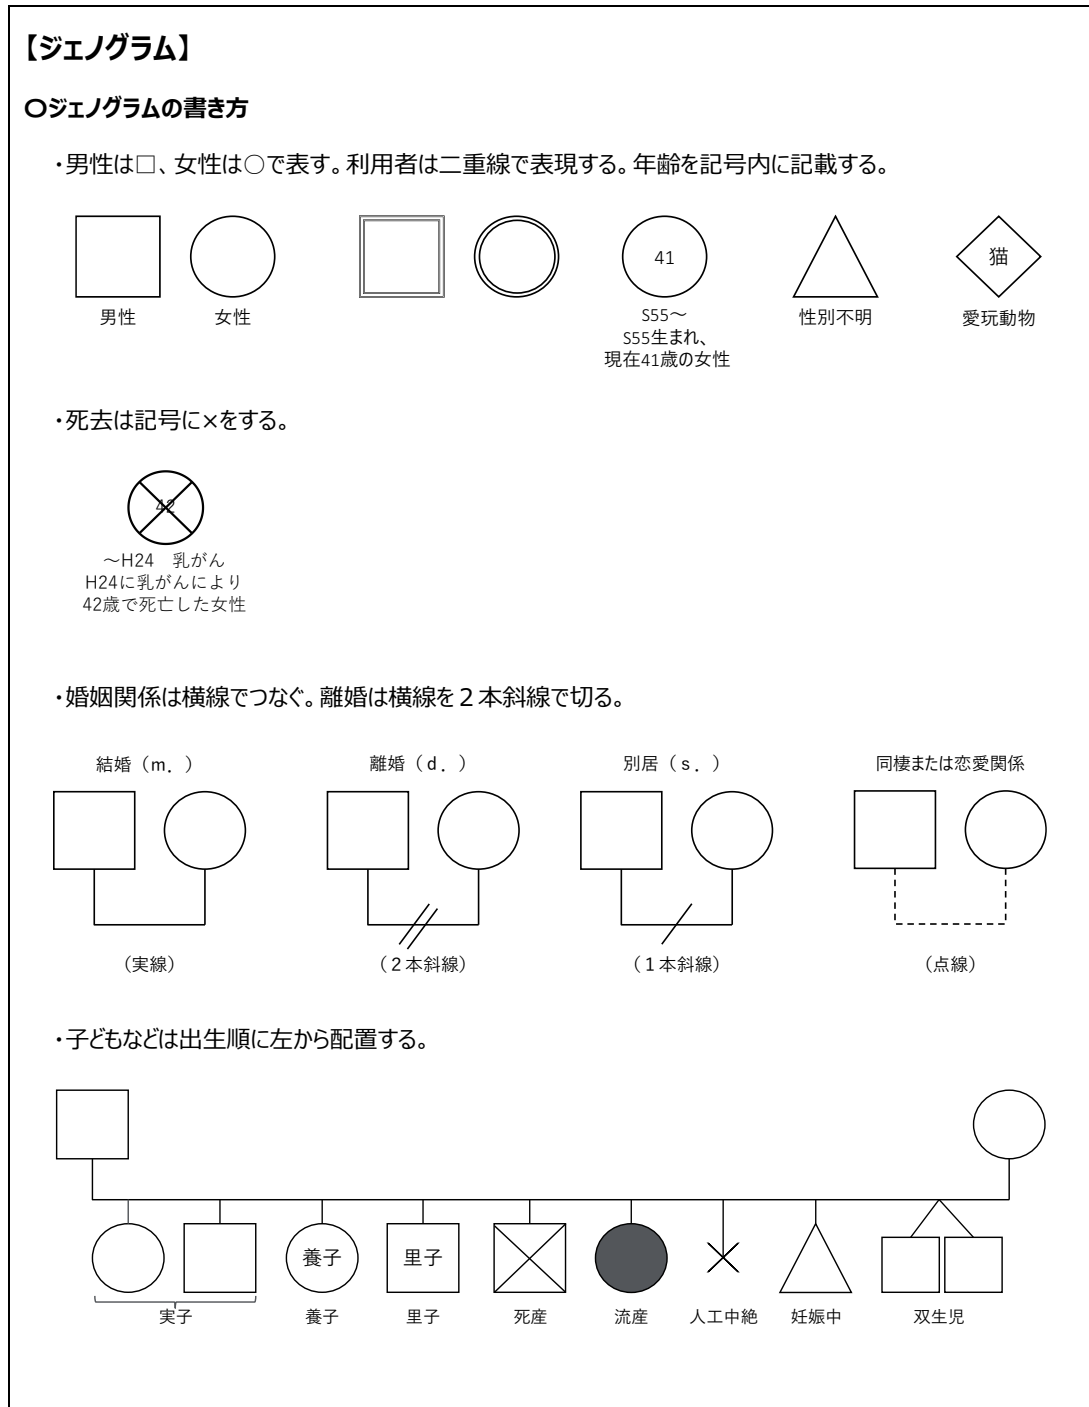 【ジェノグラム】
〇ジェノグラムの書き方
・男性は□、女性は○で表す。利用者は二重線で表現する。年齢を記号内に記載する。
41
猫
男性
女性
S55～
S55生まれ、
現在41歳の女性
性別不明
愛玩動物
・死去は記号に×をする。
42
～H24　乳がん
H24に乳がんにより
42歳で死亡した女性
・婚姻関係は横線でつなぐ。離婚は横線を２本斜線で切る。
結婚（m．）
離婚（d．）
別居（s．）
同棲または恋愛関係
（実線）
（２本斜線）
（１本斜線）
（点線）
・子どもなどは出生順に左から配置する。
養子
里子
実子
養子
里子
死産
流産
人工中絶
妊娠中
双生児